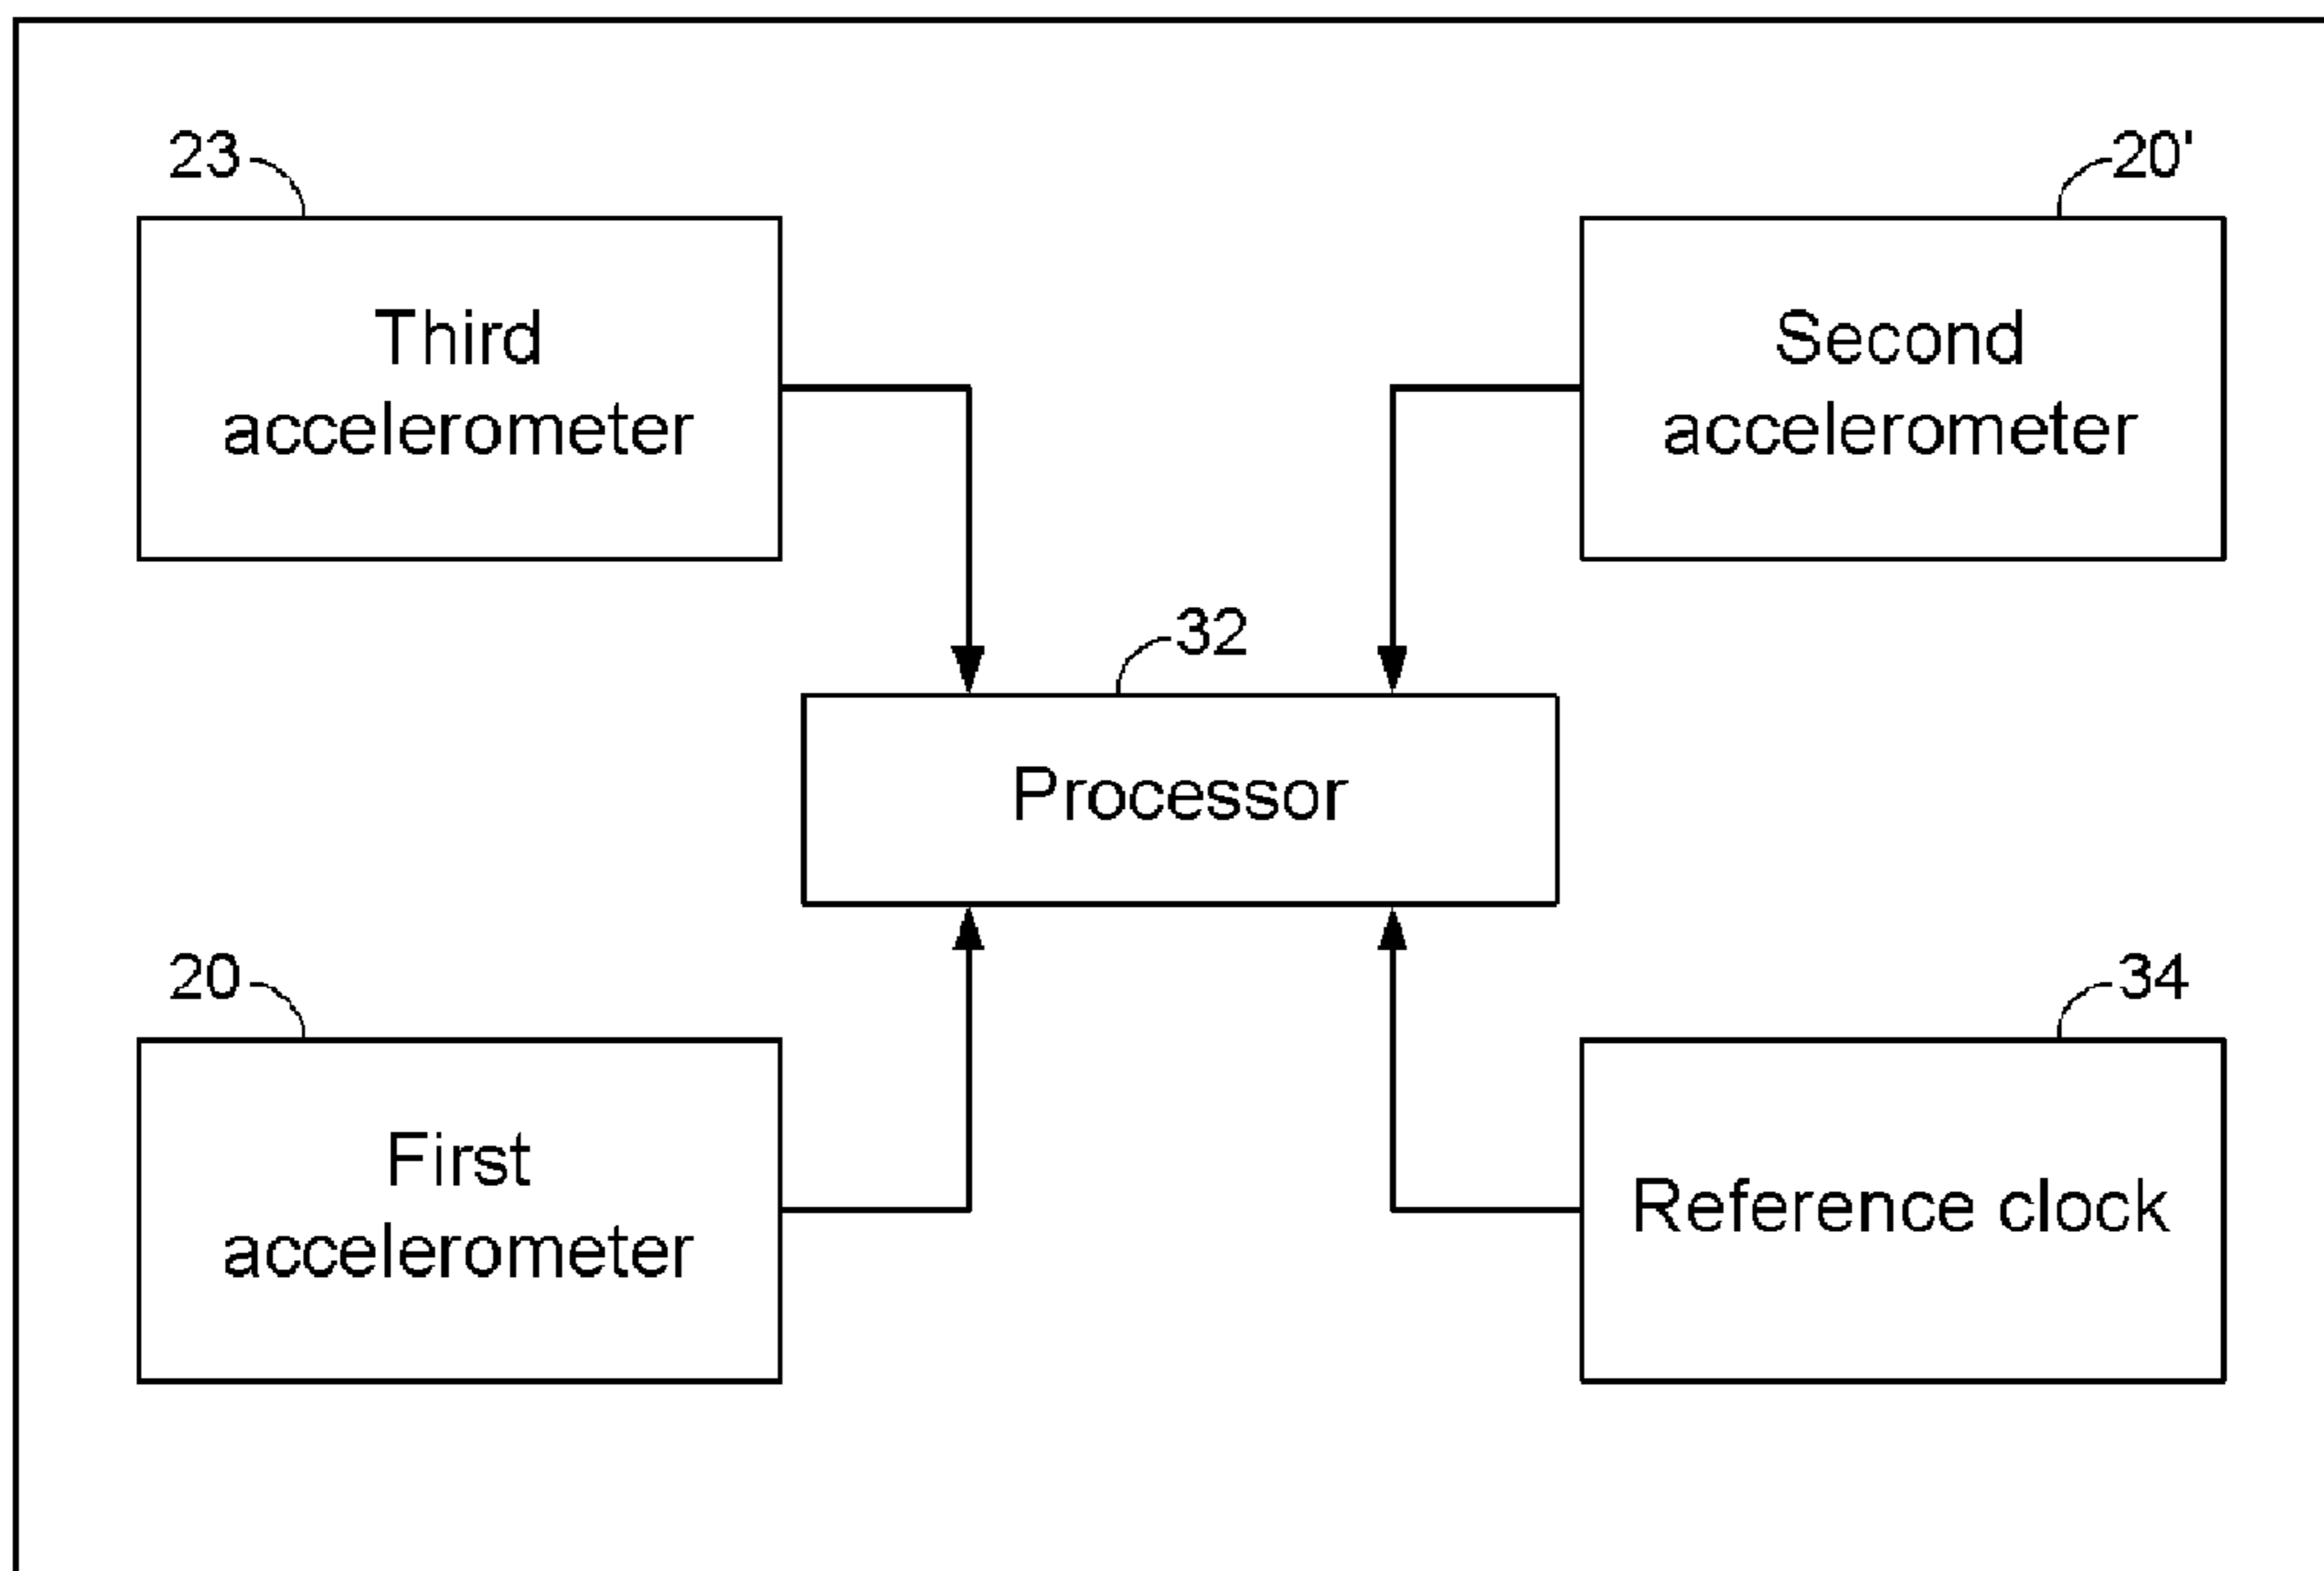 23
20'
Third
accelerometer
Second
accelerometer
32
Processor
20
34
First
accelerometer
Reference clock